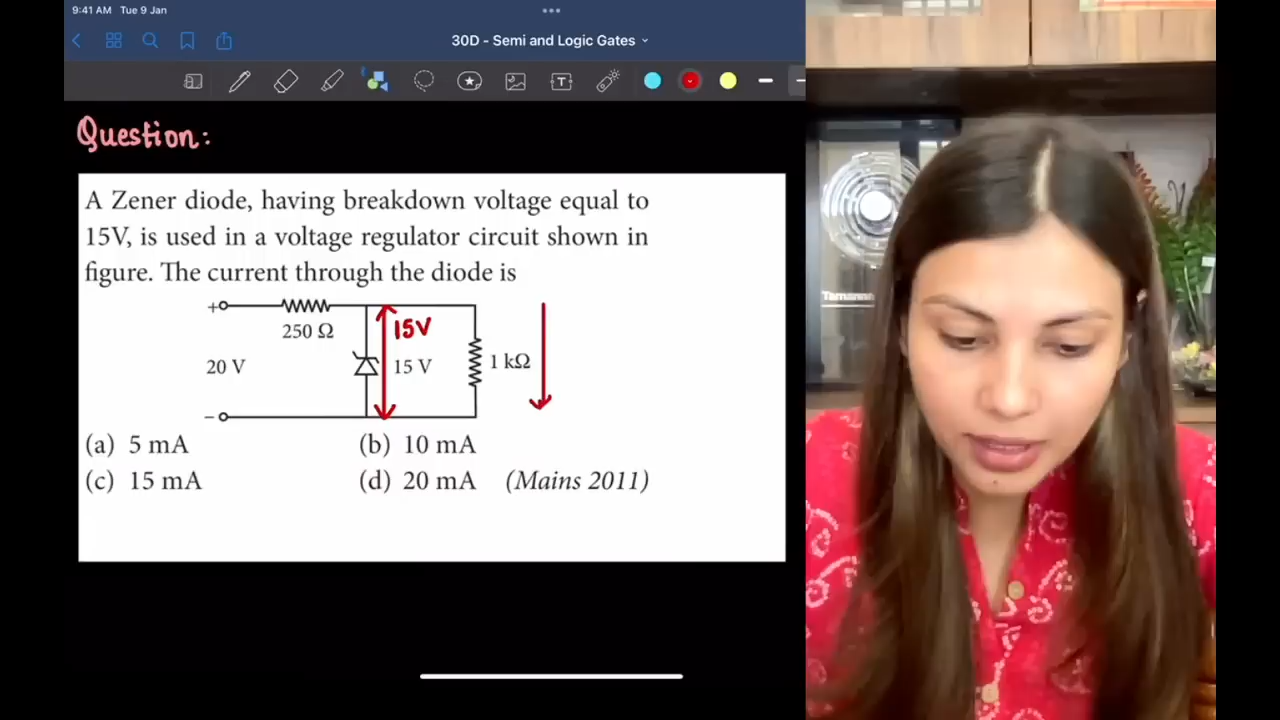 9:41 AM Tue 9 Jan
30D - Semi and Logic Gates
Question:
A Zener diode, having breakdown voltage equal to
15V, is used in a voltage regulator circuit shown in
figure. The current through the diode is
+
250 Ω
15V
20 V
15 V
1 kΩ
−
(a) 5 mA (b) 10 mA
(c) 15 mA (d) 20 mA (Mains 2011)